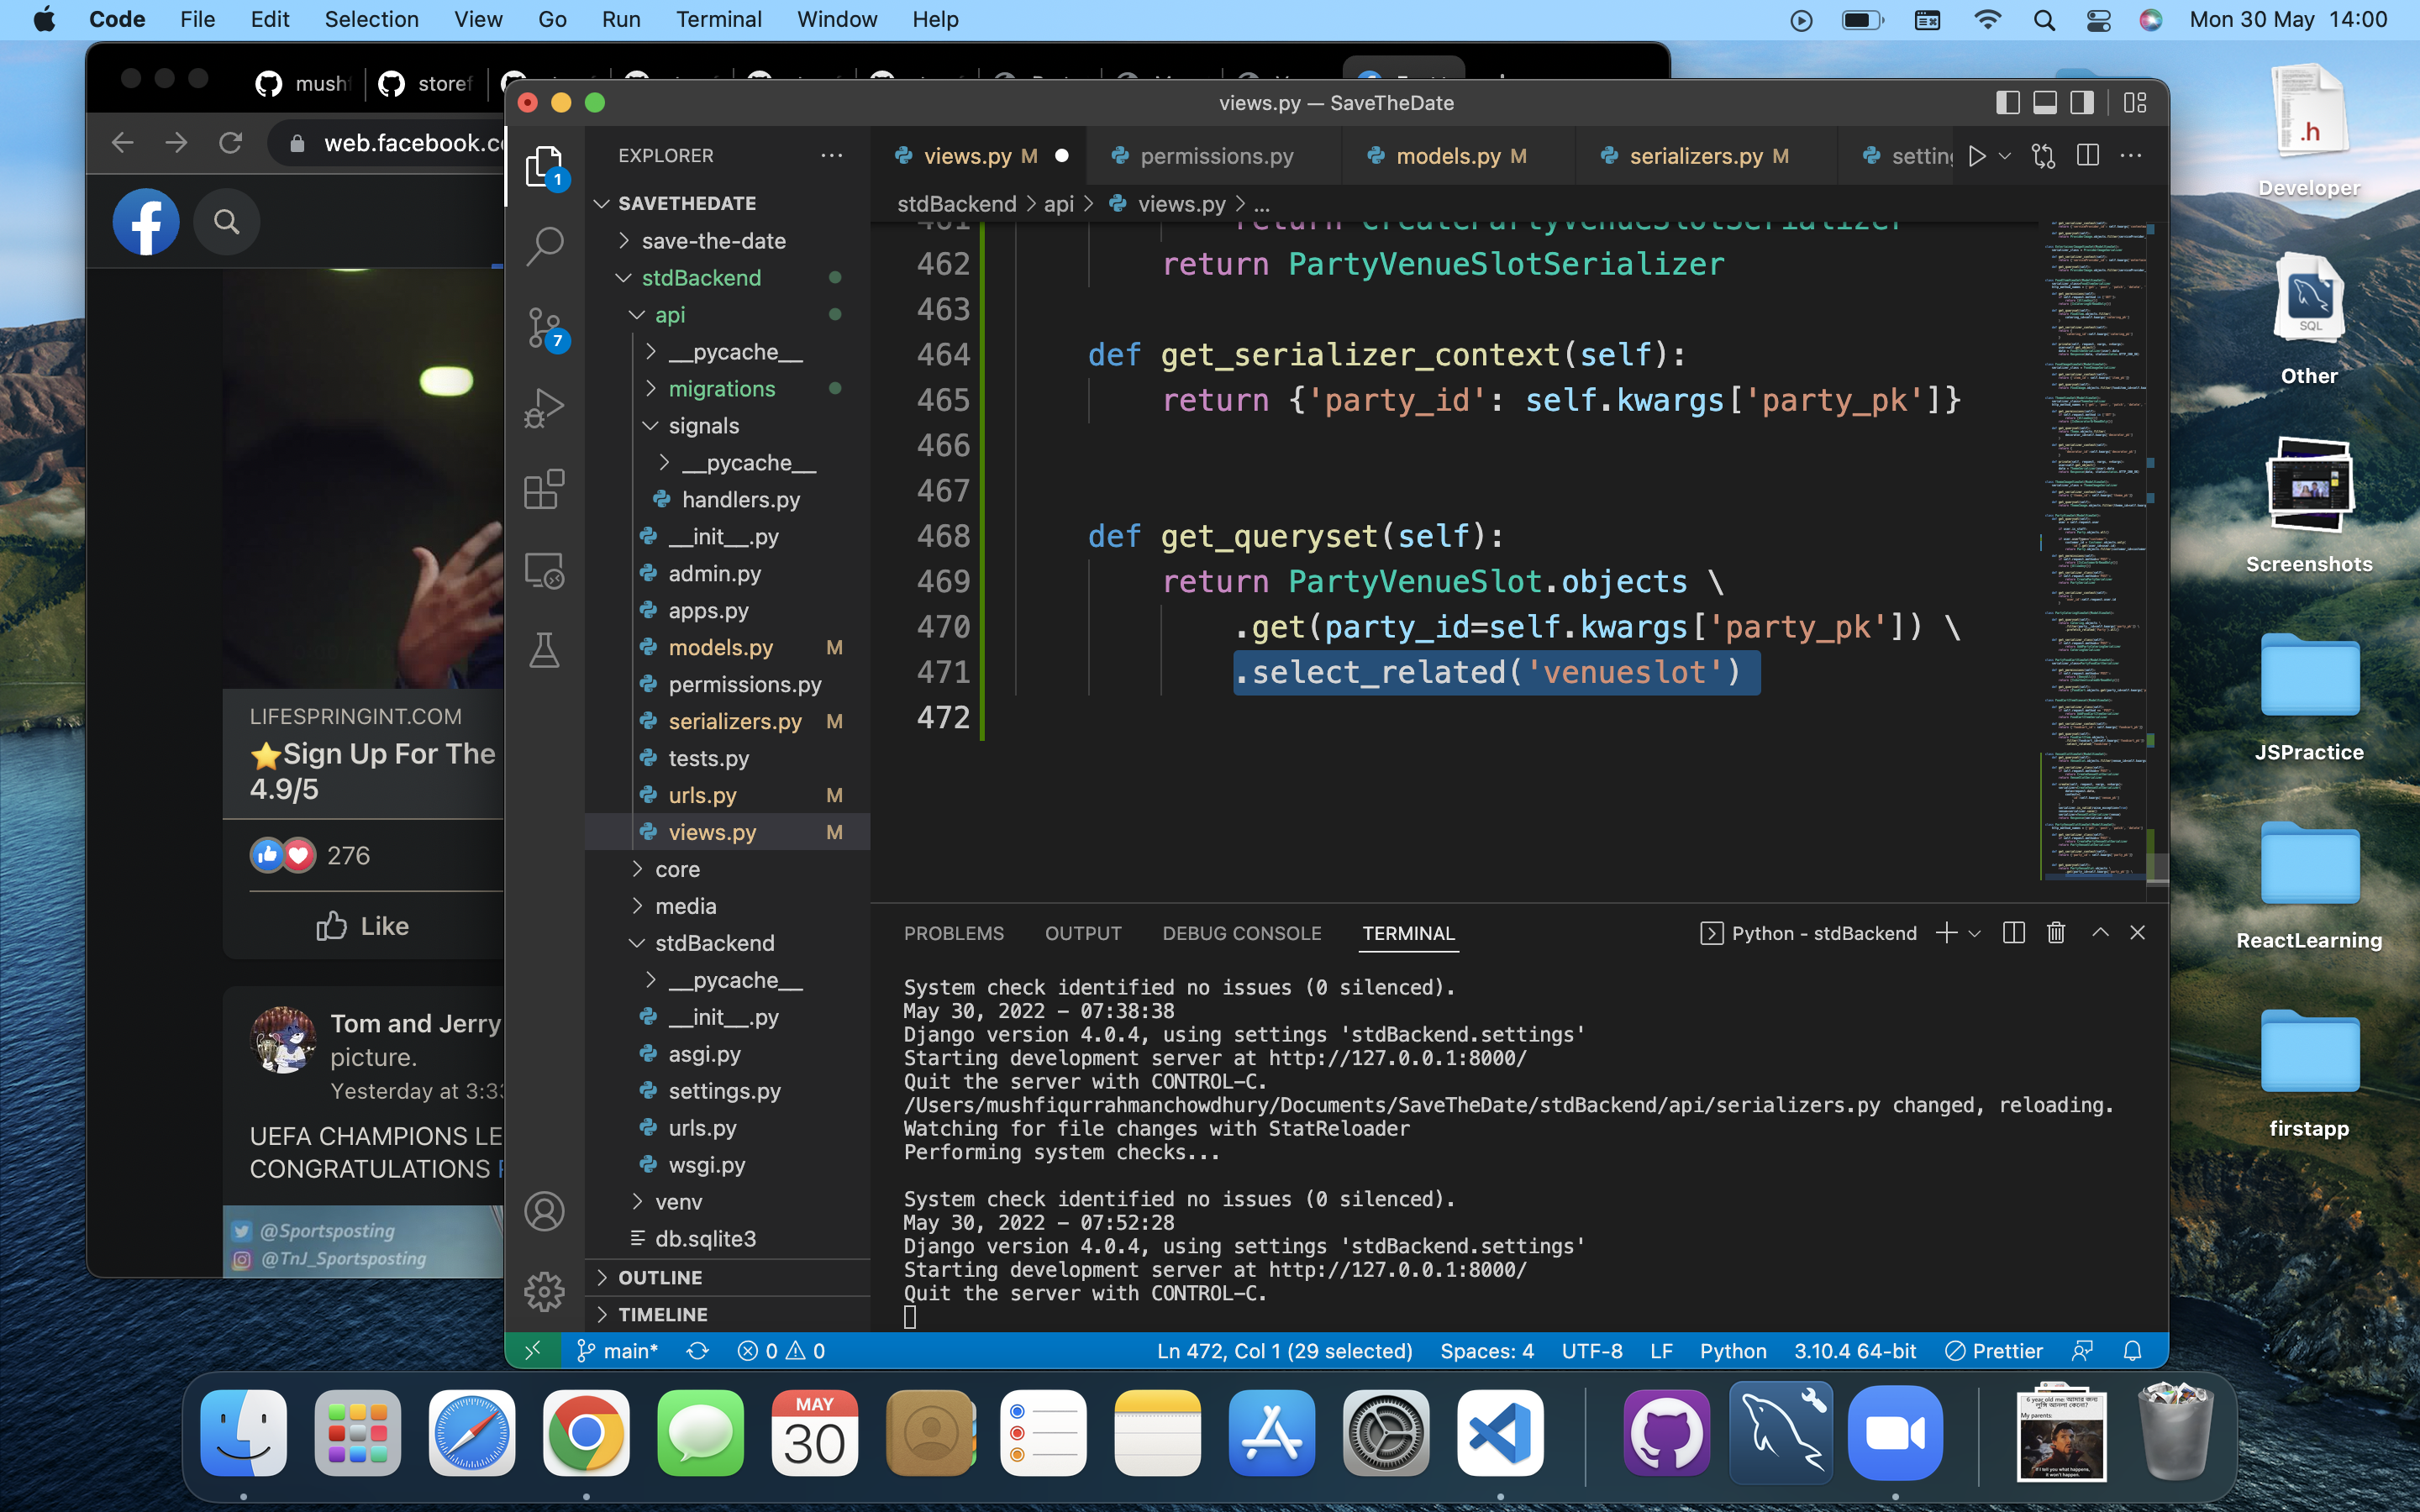 Code File Edit Selection View Go Run Terminal Window Help
Mon 30 May 14:00
mush
storef
web.facebook.c
LIFESPRINGINT.COM
⭐Sign Up For The
4.9/5
276
Like
Tom and Jerry
picture.
Yesterday at 3:3
UEFA CHAMPIONS LE
CONGRATULATIONS
@Sportsposting
@TnJ_Sportsposting
views.py — SaveTheDate
1
7
EXPLORER
SAVETHEDATE
save-the-date
stdBackend
api
__pycache__
migrations
signals
__pycache__
handlers.py
__init__.py
admin.py
apps.py
models.py M
permissions.py
serializers.py M
tests.py
urls.py M
views.py M
core
media
stdBackend
__pycache__
__init__.py
asgi.py
settings.py
urls.py
wsgi.py
venv
db.sqlite3
OUTLINE
TIMELINE
views.py M permissions.py models.py M serializers.py M setting
stdBackend > api > views.py > ...
461 return CreatePartyVenueSlotSerializer
462 return PartyVenueSlotSerializer
463
464 def get_serializer_context(self):
465 return {'party_id': self.kwargs['party_pk']}
466
467
468 def get_queryset(self):
469 return PartyVenueSlot.objects \
470 .get(party_id=self.kwargs['party_pk']) \
471 .select_related('venueslot')
472
PROBLEMS OUTPUT DEBUG CONSOLE TERMINAL Python - stdBackend
System check identified no issues (0 silenced).
May 30, 2022 - 07:38:38
Django version 4.0.4, using settings 'stdBackend.settings'
Starting development server at http://127.0.0.1:8000/
Quit the server with CONTROL-C.
/Users/mushfiqurrahmanchowdhury/Documents/SaveTheDate/stdBackend/api/serializers.py changed, reloading.
Watching for file changes with StatReloader
Performing system checks...
System check identified no issues (0 silenced).
May 30, 2022 - 07:52:28
Django version 4.0.4, using settings 'stdBackend.settings'
Starting development server at http://127.0.0.1:8000/
Quit the server with CONTROL-C.
main* 0 0 Ln 472, Col 1 (29 selected) Spaces: 4 UTF-8 LF Python 3.10.4 64-bit Prettier
.h
Developer
SQL
Other
Screenshots
JSPractice
ReactLearning
firstapp
MAY
30
My parents: